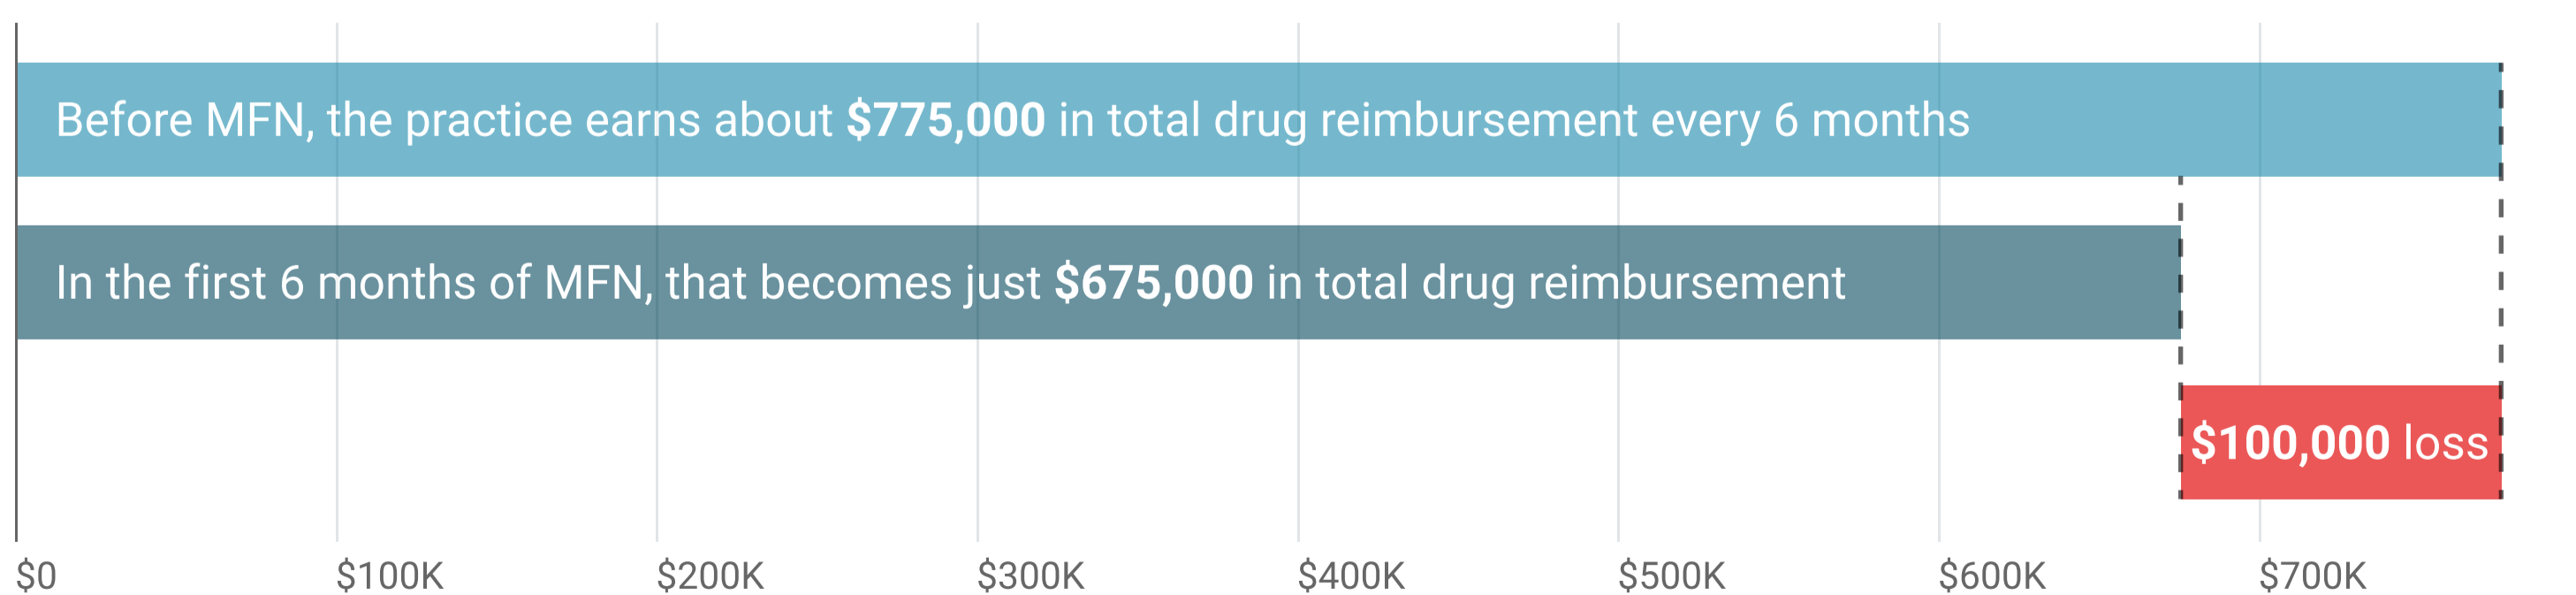 Before MFN, the practice earns about $775,000 in total drug reimbursement every 6 months
In the first 6 months of MFN, that becomes just $675,000 in total drug reimbursement
$100,000 loss
$0 $100K $200K $300K $400K $500K $600K $700K